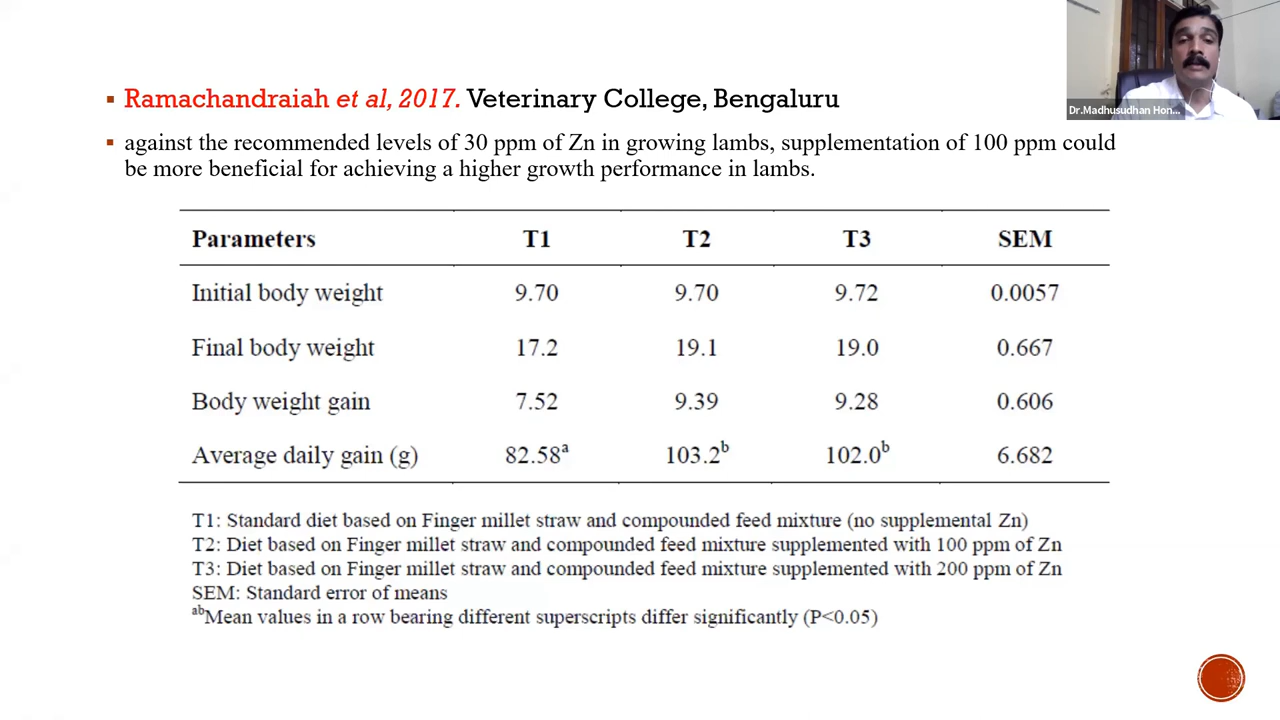 Dr.Madhusudhan Hon...
▪ Ramachandraiah et al, 2017. Veterinary College, Bengaluru
▪ against the recommended levels of 30 ppm of Zn in growing lambs, supplementation of 100 ppm could
be more beneficial for achieving a higher growth performance in lambs.
Parameters T1 T2 T3 SEM
Initial body weight 9.70 9.70 9.72 0.0057
Final body weight 17.2 19.1 19.0 0.667
Body weight gain 7.52 9.39 9.28 0.606
Average daily gain (g) 82.58ᵃ 103.2ᵇ 102.0ᵇ 6.682
T1: Standard diet based on Finger millet straw and compounded feed mixture (no supplemental Zn)
T2: Diet based on Finger millet straw and compounded feed mixture supplemented with 100 ppm of Zn
T3: Diet based on Finger millet straw and compounded feed mixture supplemented with 200 ppm of Zn
SEM: Standard error of means
ᵃᵇMean values in a row bearing different superscripts differ significantly (P<0.05)